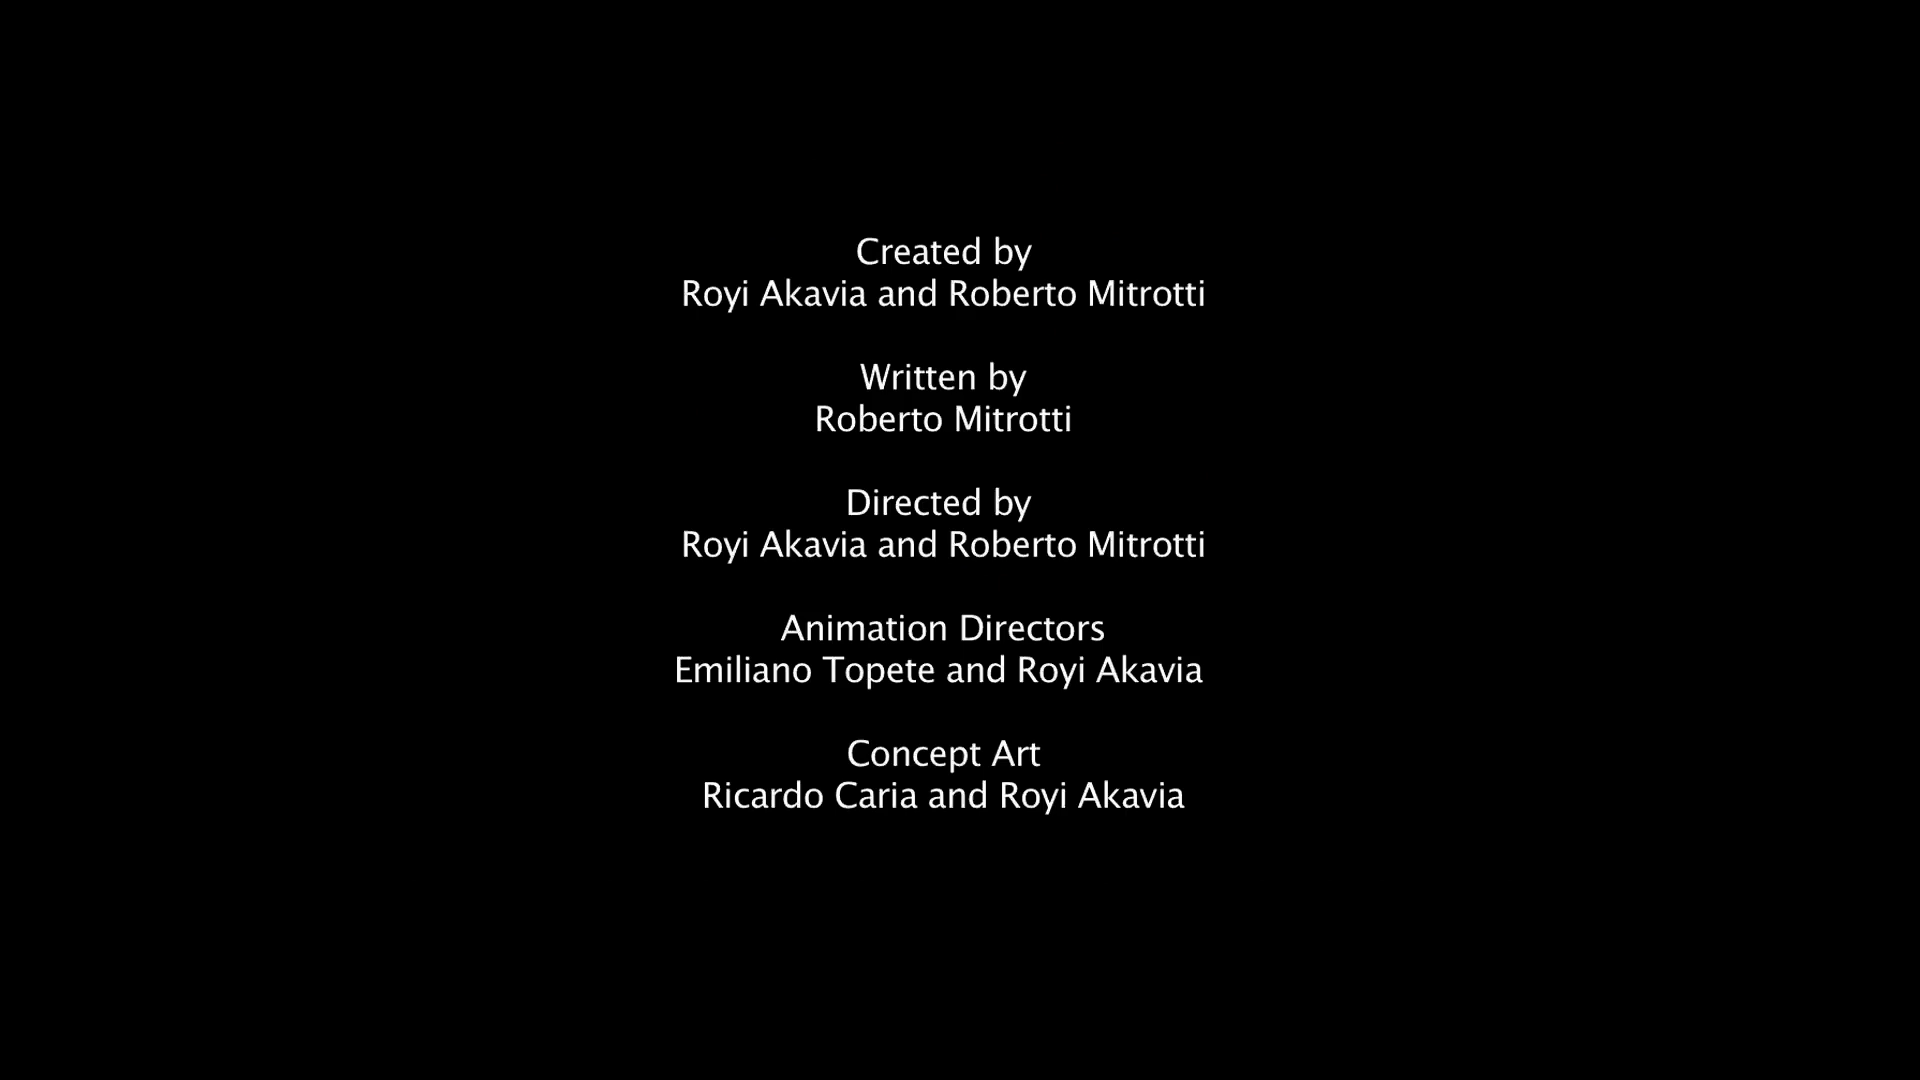 Created by
Royi Akavia and Roberto Mitrotti
Written by
Roberto Mitrotti
Directed by
Royi Akavia and Roberto Mitrotti
Animation Directors
Emiliano Topete and Royi Akavia
Concept Art
Ricardo Caria and Royi Akavia